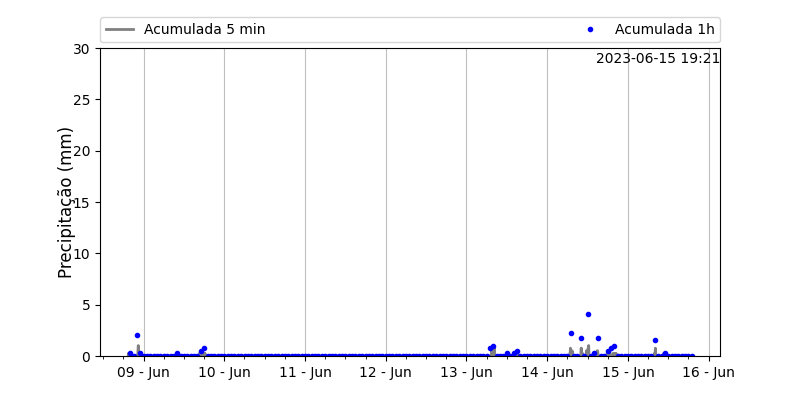 Acumulada 5 min Acumulada 1h
2023-06-15 19:21
Precipitação (mm)
30
25
20
15
10
5
0
09 - Jun 10 - Jun 11 - Jun 12 - Jun 13 - Jun 14 - Jun 15 - Jun 16 - Jun